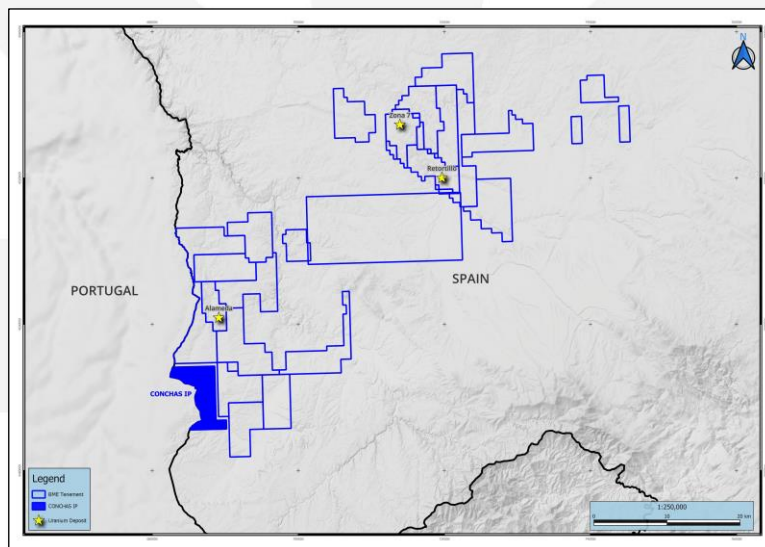 N
Zona 7
Retortillo
PORTUGAL
SPAIN
Alameda
CONCHAS IP
Legend
BME Tenement
CONCHAS IP
Uranium Deposit
1:250,000
0 10 20 km